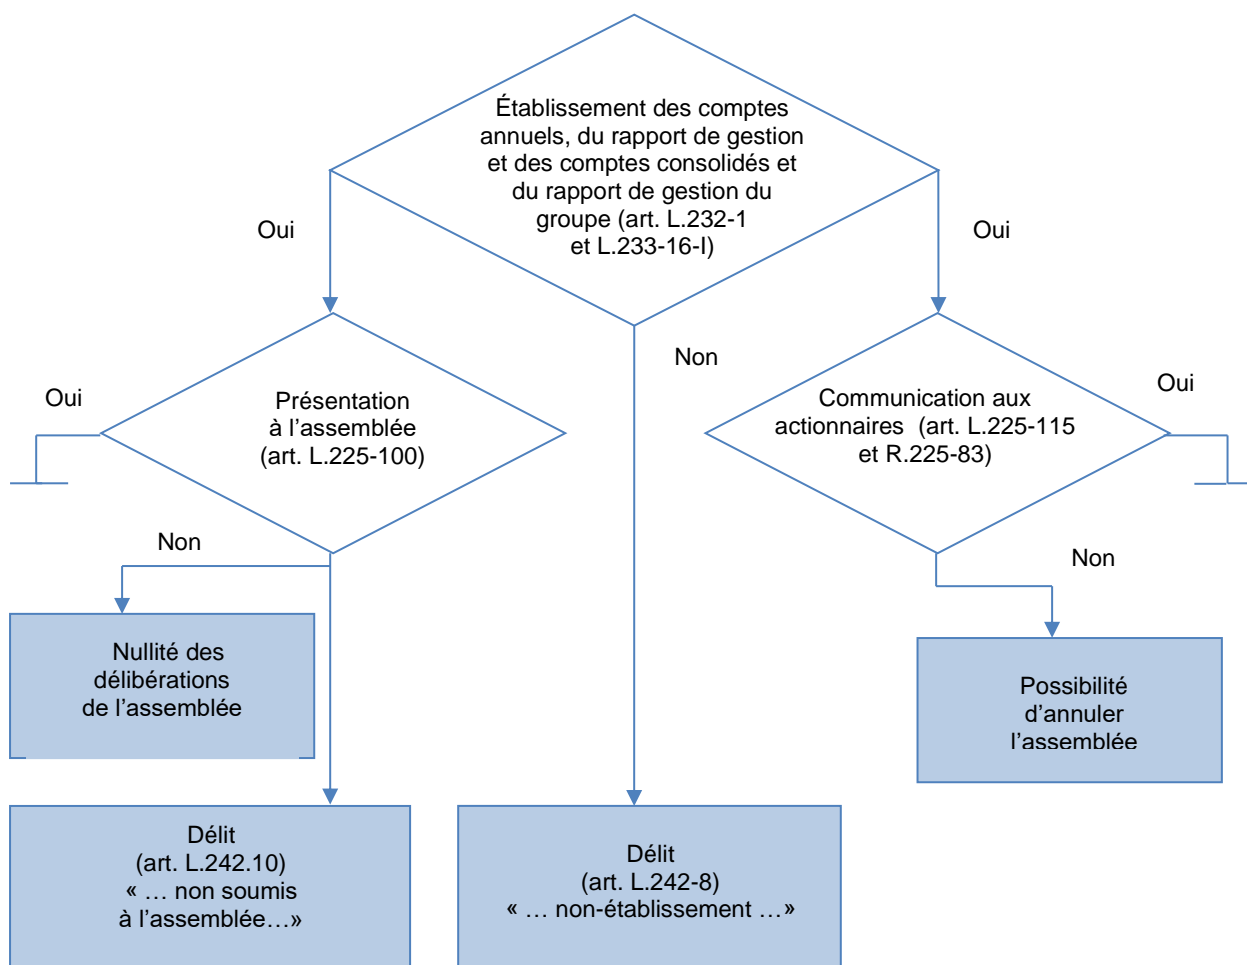 Établissement des comptes
annuels, du rapport de gestion
et des comptes consolidés et
du rapport de gestion du
groupe (art. L.232-1
et L.233-16-I)
Oui
Oui
Non
Oui
Présentation
à l’assemblée
(art. L.225-100)
Communication aux
actionnaires (art. L.225-115
et R.225-83)
Oui
Non
Non
Nullité des
délibérations
de l’assemblée
Possibilité
d’annuler
l’assemblée
Délit
(art. L.242.10)
« … non soumis
à l’assemblée…»
Délit
(art. L.242-8)
« … non-établissement …»